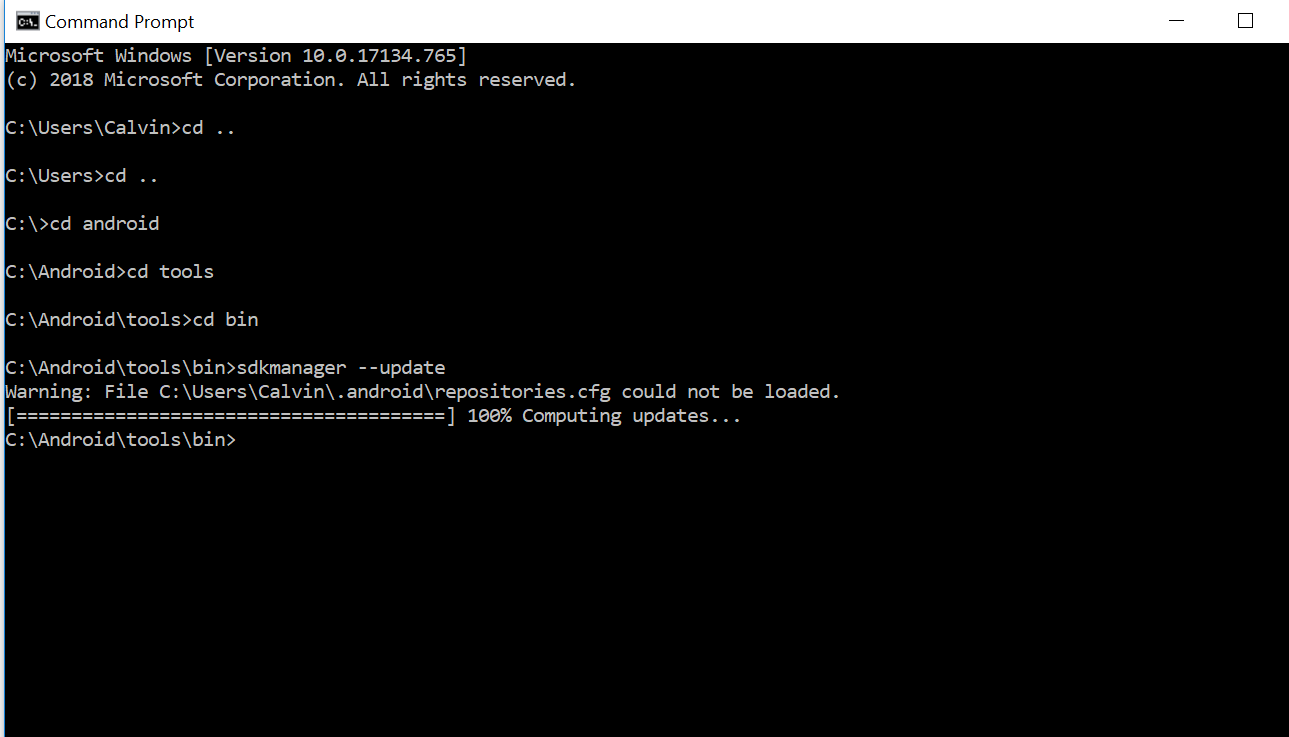 Command Prompt
Microsoft Windows [Version 10.0.17134.765]
(c) 2018 Microsoft Corporation. All rights reserved.
C:\Users\Calvin>cd ..
C:\Users>cd ..
C:\>cd android
C:\Android>cd tools
C:\Android\tools>cd bin
C:\Android\tools\bin>sdkmanager --update
Warning: File C:\Users\Calvin\.android\repositories.cfg could not be loaded.
[=======================================] 100% Computing updates...
C:\Android\tools\bin>